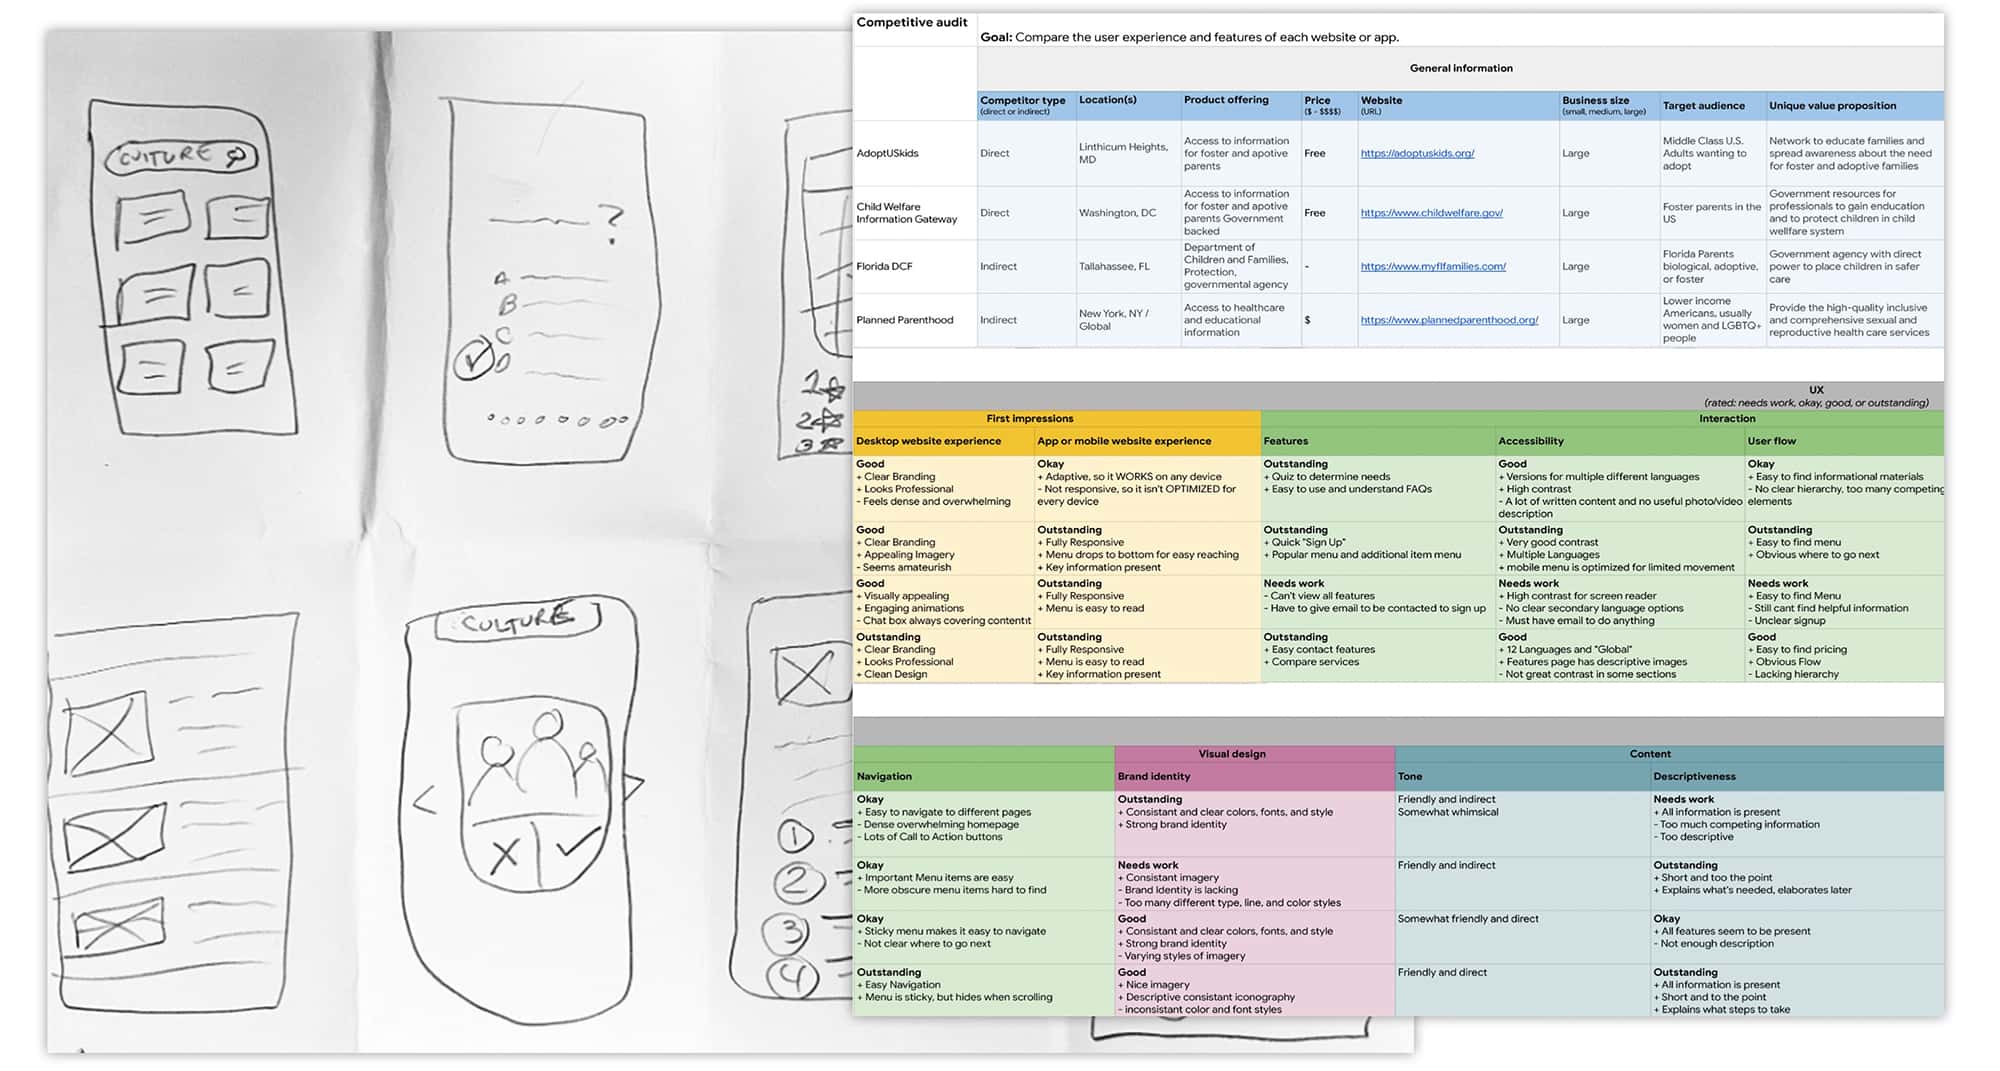 CULTURE
?
A
B
C
D
1
2
3
CULTURE
1
2
3
4
Competitive audit
Goal: Compare the user experience and features of each website or app.
General information
Competitor type
(direct or indirect)
Location(s)
Product offering
Price
($ - $$$$)
Website
(URL)
Business size
(small, medium, large)
Target audience
Unique value proposition
AdoptUSkids
Direct
Linthicum Heights,
MD
Access to information
for foster and apotive
parents
Free
https://adoptuskids.org/
Large
Middle Class U.S.
Adults wanting to
adopt
Network to educate families and
spread awareness about the need
for foster and adoptive families
Child Welfare
Information Gateway
Direct
Washington, DC
Access to information
for foster and apotive
parents Government
backed
Free
https://www.childwelfare.gov/
Large
Foster parents in the
US
Government resources for
professionals to gain enducation
and to protect children in child
wellfare system
Florida DCF
Indirect
Tallahassee, FL
Department of
Children and Families,
Protection,
governmental agency
-
https://www.myflfamilies.com/
Large
Florida Parents
biological, adoptive,
or foster
Government agency with direct
power to place children in safer
care
Planned Parenthood
Indirect
New York, NY /
Global
Access to healthcare
and educational
information
$
https://www.plannedparenthood.org/
Large
Lower income
Americans, usually
women and LGBTQ+
people
Provide the high-quality inclusive
and comprehensive sexual and
reproductive health care services
UX
(rated: needs work, okay, good, or outstanding)
First impressions
Interaction
Desktop website experience
App or mobile website experience
Features
Accessibility
User flow
Good
+ Clear Branding
+ Looks Professional
- Feels dense and overwhelming
Okay
+ Adaptive, so it WORKS on any device
- Not responsive, so it isn't OPTIMIZED for
every device
Outstanding
+ Quiz to determine needs
+ Easy to use and understand FAQs
Good
+ Versions for multiple different languages
+ High contrast
- A lot of written content and no useful photo/video
description
Okay
+ Easy to find informational materials
- No clear hierarchy, too many competing
elements
Good
+ Clear Branding
+ Appealing Imagery
- Seems amateurish
Outstanding
+ Fully Responsive
+ Menu drops to bottom for easy reaching
+ Key information present
Outstanding
+ Quick "Sign Up"
+ Popular menu and additional item menu
Outstanding
+ Very good contrast
+ Multiple Languages
+ mobile menu is optimized for limited movement
Outstanding
+ Easy to find menu
+ Obvious where to go next
Good
+ Visually appealing
+ Engaging animations
- Chat box always covering contentit
Outstanding
+ Fully Responsive
+ Menu is easy to read
Needs work
- Can't view all features
- Have to give email to be contacted to sign up
Needs work
+ High contrast for screen reader
- No clear secondary language options
- Must have email to do anything
Needs work
+ Easy to find Menu
- Still cant find helpful information
- Unclear signup
Outstanding
+ Clear Branding
+ Looks Professional
+ Clean Design
Outstanding
+ Fully Responsive
+ Menu is easy to read
+ Key information present
Outstanding
+ Easy contact features
+ Compare services
Good
+ 12 Languages and "Global"
+ Features page has descriptive images
- Not great contrast in some sections
Good
+ Easy to find pricing
+ Obvious Flow
- Lacking hierarchy
Visual design
Content
Navigation
Brand identity
Tone
Descriptiveness
Okay
+ Easy to navigate to different pages
- Dense overwhelming homepage
- Lots of Call to Action buttons
Outstanding
+ Consistant and clear colors, fonts, and style
+ Strong brand identity
Friendly and indirect
Somewhat whimsical
Needs work
+ All information is present
- Too much competing information
- Too descriptive
Okay
+ Important Menu items are easy
- More obscure menu items hard to find
Needs work
+ Consistant imagery
- Brand Identity is lacking
- Too many different type, line, and color styles
Friendly and indirect
Outstanding
+ Short and too the point
+ Explains what's needed, elaborates later
Okay
+ Sticky menu makes it easy to navigate
- Not clear where to go next
Good
+ Consistant and clear colors, fonts, and style
+ Strong brand identity
- Varying styles of imagery
Somewhat friendly and direct
Okay
+ All features seem to be present
- Not enough description
Outstanding
+ Easy Navigation
+ Menu is sticky, but hides when scrolling
Good
+ Nice imagery
+ Descriptive consistant iconography
- inconsistant color and font styles
Friendly and direct
Outstanding
+ All information is present
+ Short and to the point
+ Explains what steps to take